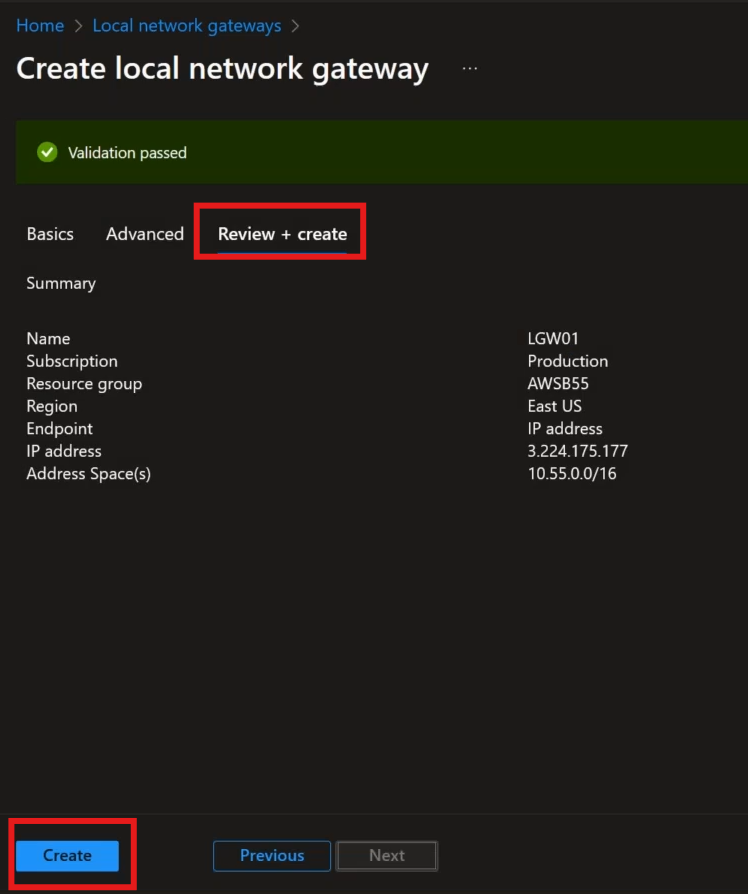 Home > Local network gateways >
Create local network gateway ...
Validation passed
Basics Advanced Review + create
Summary
Name LGW01
Subscription Production
Resource group AWSB55
Region East US
Endpoint IP address
IP address 3.224.175.177
Address Space(s) 10.55.0.0/16
Create Previous Next